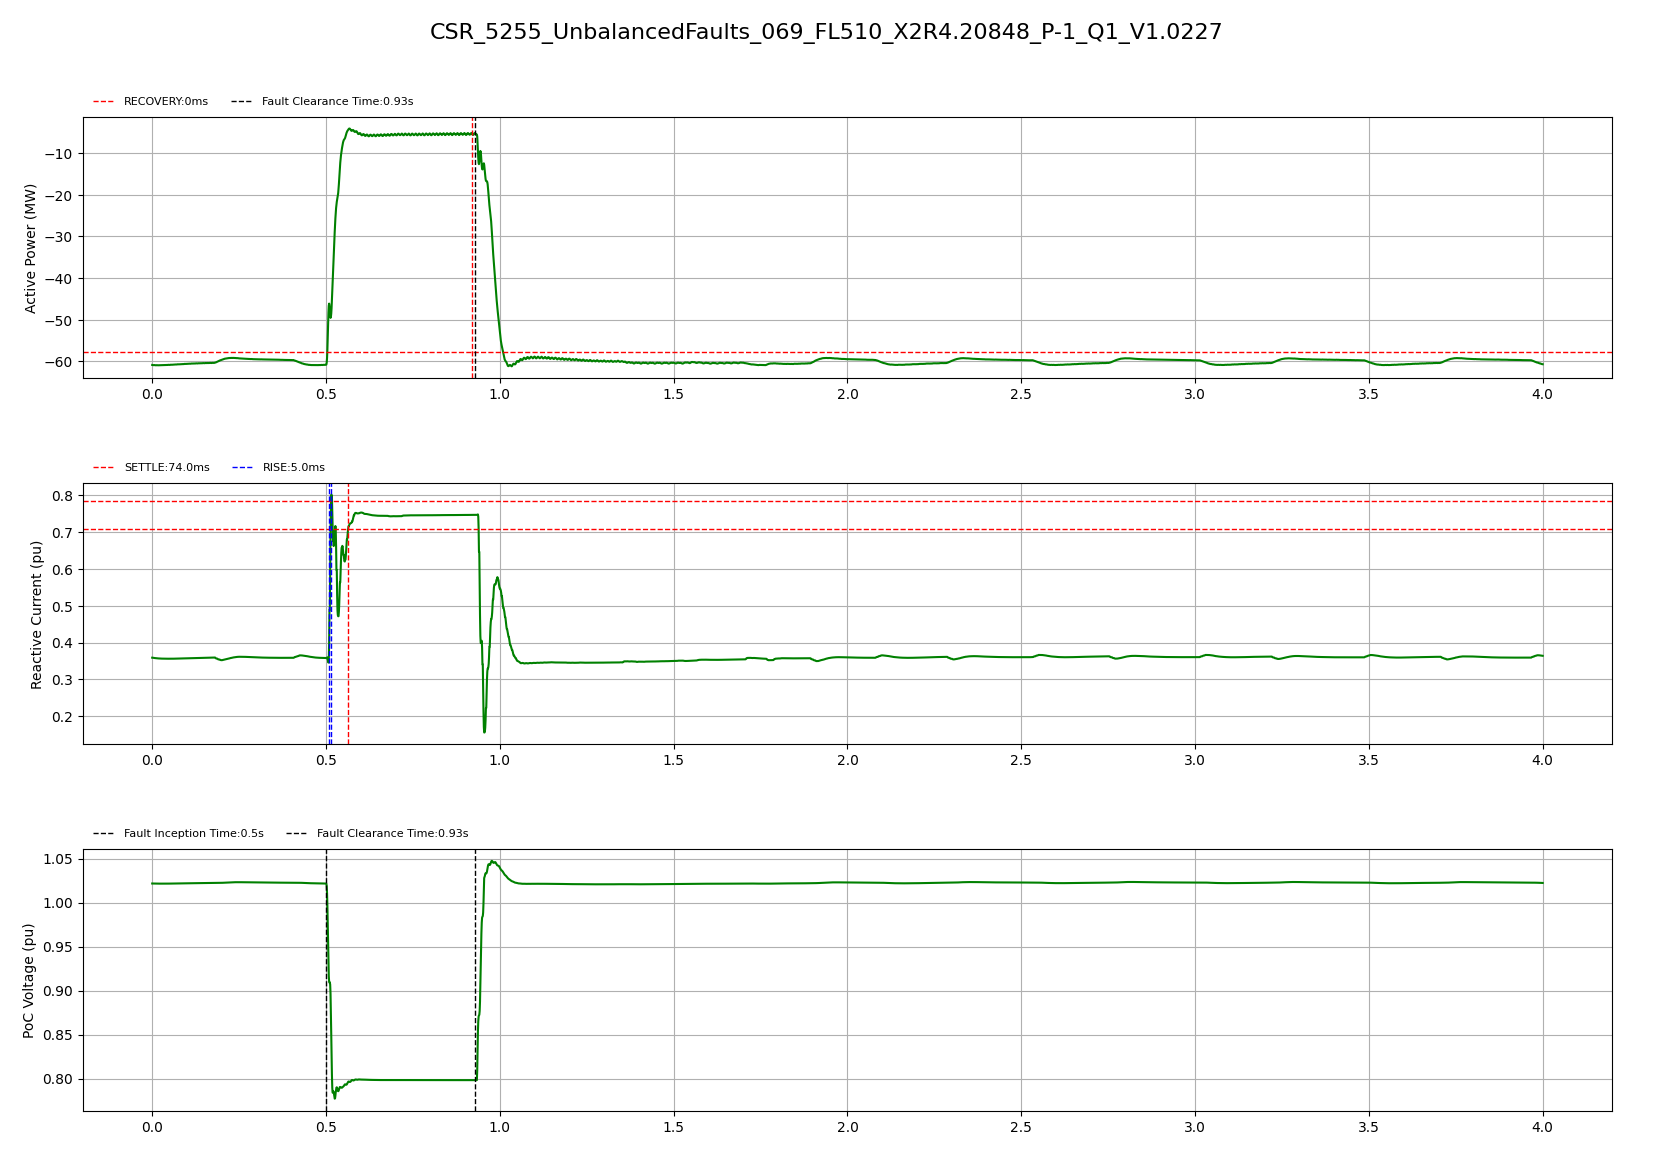 CSR_5255_UnbalancedFaults_069_FL510_X2R4.20848_P-1_Q1_V1.0227
RECOVERY:0ms Fault Clearance Time:0.93s
Active Power (MW)
−10
−20
−30
−40
−50
−60
0.0 0.5 1.0 1.5 2.0 2.5 3.0 3.5 4.0
SETTLE:74.0ms RISE:5.0ms
Reactive Current (pu)
0.8
0.7
0.6
0.5
0.4
0.3
0.2
0.0 0.5 1.0 1.5 2.0 2.5 3.0 3.5 4.0
Fault Inception Time:0.5s Fault Clearance Time:0.93s
PoC Voltage (pu)
1.05
1.00
0.95
0.90
0.85
0.80
0.0 0.5 1.0 1.5 2.0 2.5 3.0 3.5 4.0